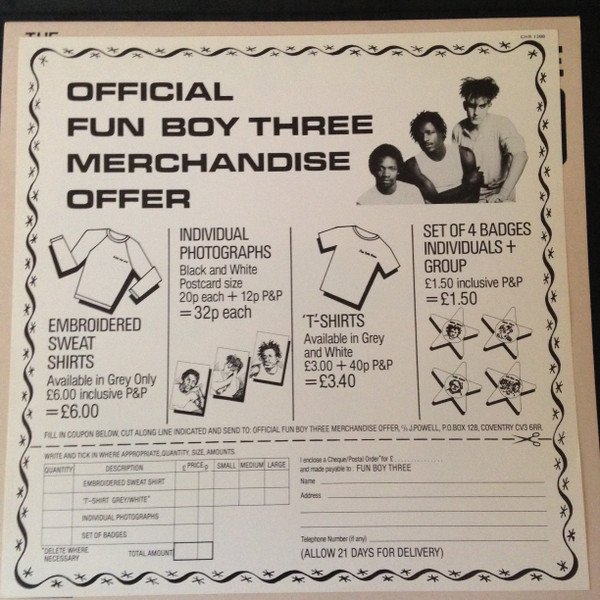 THE
CHR 1360
OFFICIAL
FUN BOY THREE
MERCHANDISE
OFFER
EMBROIDERED
SWEAT
SHIRTS
Available in Grey Only
£6.00 inclusive P&P
=£6.00
INDIVIDUAL
PHOTOGRAPHS
Black and White
Postcard size
20p each + 12p P&P
=32p each
'T'-SHIRTS
Available in Grey
and White
£3.00 + 40p P&P
=£3.40
SET OF 4 BADGES
INDIVIDUALS +
GROUP
£1.50 inclusive P&P
=£1.50
FILL IN COUPON BELOW, CUT ALONG LINE INDICATED AND SEND TO: OFFICIAL FUN BOY THREE MERCHANDISE OFFER, c/o J.POWELL, P.O.BOX 128, COVENTRY CV3 6RR.
WRITE AND TICK IN WHERE APPROPRIATE,QUANTITY, SIZE, AMOUNTS.
QUANTITY DESCRIPTION £ PRICE p SMALL MEDIUM LARGE
EMBROIDERED SWEAT SHIRT
'T'-SHIRT GREY/WHITE*
INDIVIDUAL PHOTOGRAPHS
SET OF BADGES
*DELETE WHERE
NECESSARY
TOTAL AMOUNT
I enclose a Cheque/Postal Order* for £
and made payable to: FUN BOY THREE
Name
Address
Telephone Number (if any)
(ALLOW 21 DAYS FOR DELIVERY)